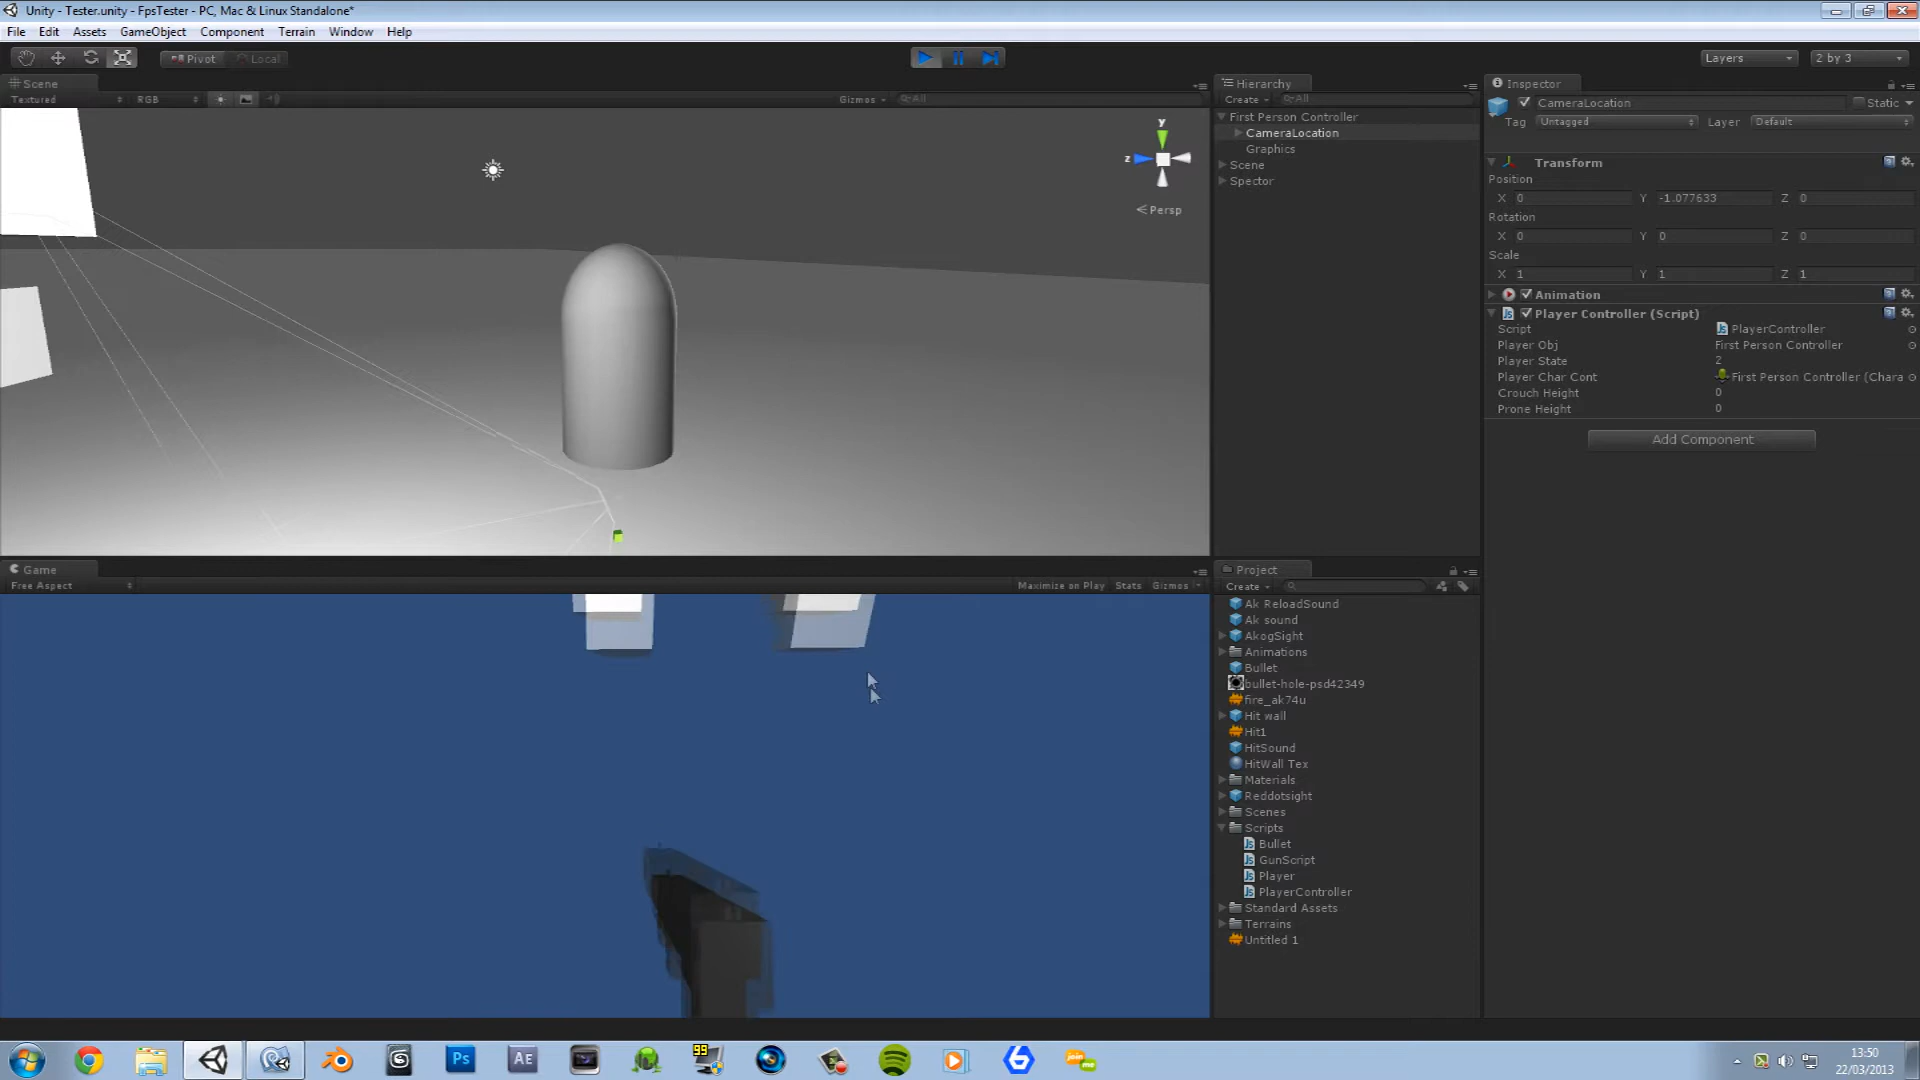 Unity - Tester.unity - FpsTester - PC, Mac & Linux Standalone*
File Edit Assets GameObject Component Terrain Window Help
Pivot Local
Layers 2 by 3
Scene
Textured RGB Gizmos All
y
z
Persp
Hierarchy
Create All
First Person Controller
CameraLocation
Graphics
Scene
Spector
Inspector
CameraLocation Static
Tag Untagged Layer Default
Transform
Position
X 0 Y -1.077633 Z 0
Rotation
X 0 Y 0 Z 0
Scale
X 1 Y 1 Z 1
Animation
Player Controller (Script)
Script PlayerController
Player Obj First Person Controller
Player State 2
Player Char Cont First Person Controller (Chara
Crouch Height 0
Prone Height 0
Add Component
Game
Free Aspect Maximize on Play Stats Gizmos
Project
Create
Ak ReloadSound
Ak sound
AkogSight
Animations
Bullet
bullet-hole-psd42349
fire_ak74u
Hit wall
Hit1
HitSound
HitWall Tex
Materials
Reddotsight
Scenes
Scripts
Bullet
GunScript
Player
PlayerController
Standard Assets
Terrains
Untitled 1
Ps AE 99 join me
13:50
22/03/2013